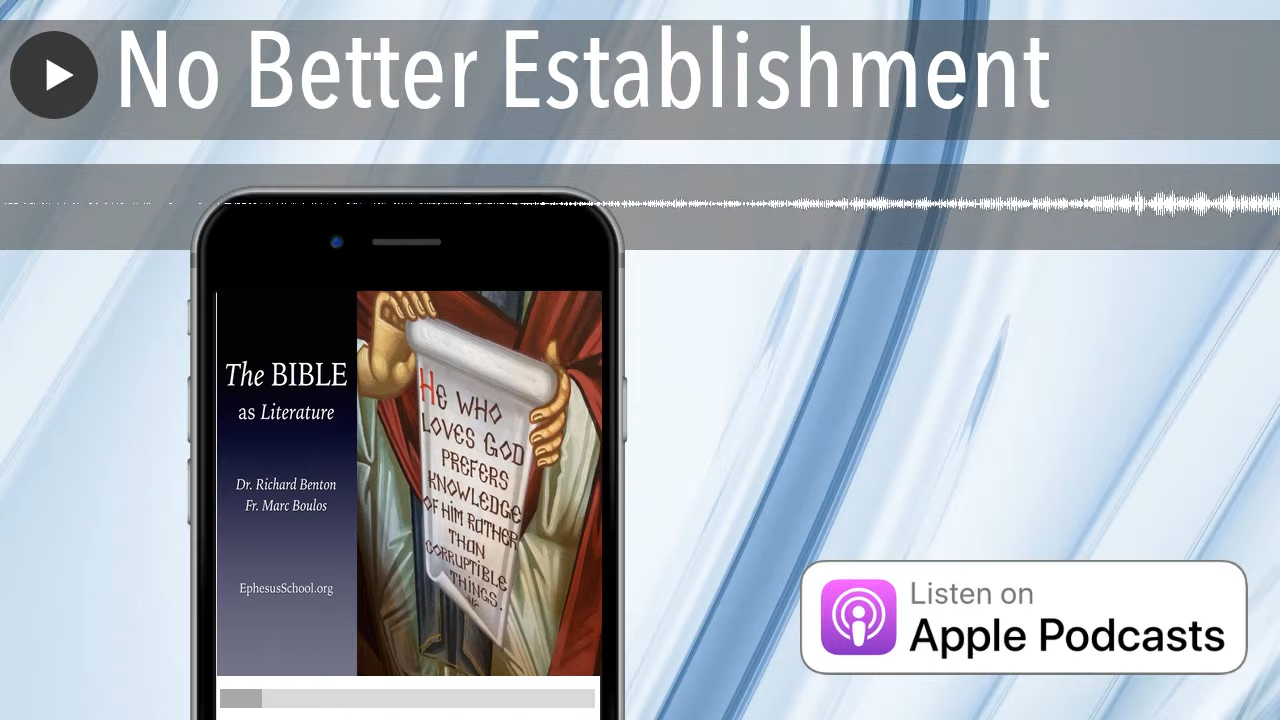 No Better Establishment
The BIBLE
as Literature
Dr. Richard Benton
Fr. Marc Boulos
EphesusSchool.org
HE WHO
LOVES GOD
PREFERS
KNOWLEDGE
OF HIM RATHER
THAN
CORRUPTIBLE
THINGS.
Listen on
Apple Podcasts